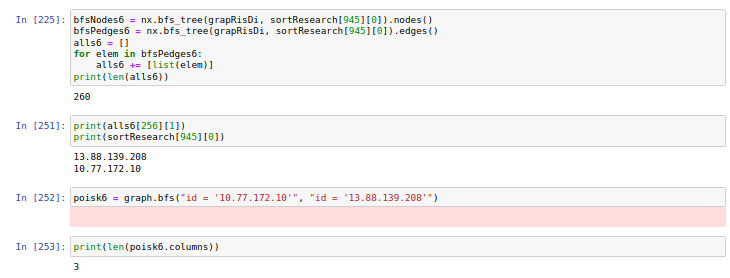 In [225]: bfsNodes6 = nx.bfs_tree(grapRisDi, sortResearch[945][0]).nodes()
bfsPedges6 = nx.bfs_tree(grapRisDi, sortResearch[945][0]).edges()
alls6 = []
for elem in bfsPedges6:
    alls6 += [list(elem)]
print(len(alls6))
260
In [251]: print(alls6[256][1])
print(sortResearch[945][0])
13.88.139.208
10.77.172.10
In [252]: poisk6 = graph.bfs("id = '10.77.172.10'", "id = '13.88.139.208'")
In [253]: print(len(poisk6.columns))
3